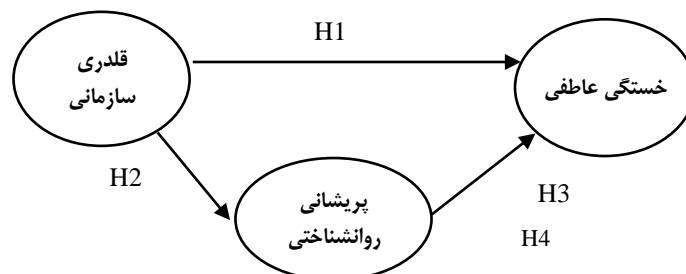 H1
قلدری
سازمانی
خستگی عاطفی
H2
پریشانی
روانشناختی
H3
H4